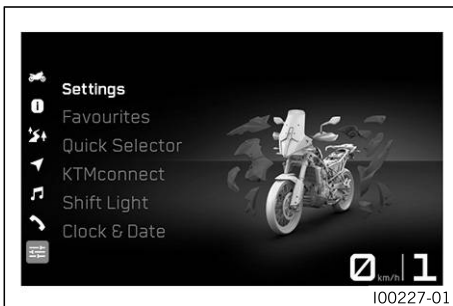 Settings
Favourites
Quick Selector
KTMconnect
Shift Light
Clock & Date
0 km/h 1
I00227-01